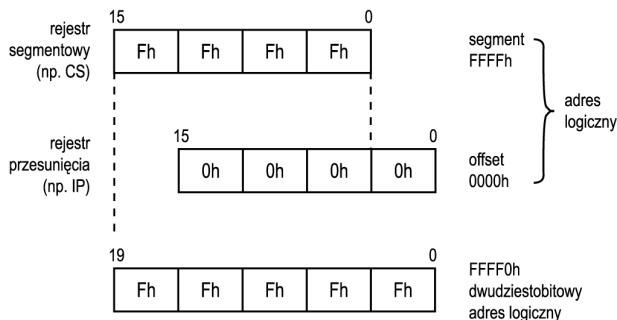 15 0
rejestr
segmentowy
(np. CS)
Fh Fh Fh Fh
segment
FFFFh
adres
logiczny
15 0
rejestr
przesunięcia
(np. IP)
0h 0h 0h 0h
offset
0000h
19 0
Fh Fh Fh Fh Fh
FFFF0h
dwudziestobitowy
adres logiczny